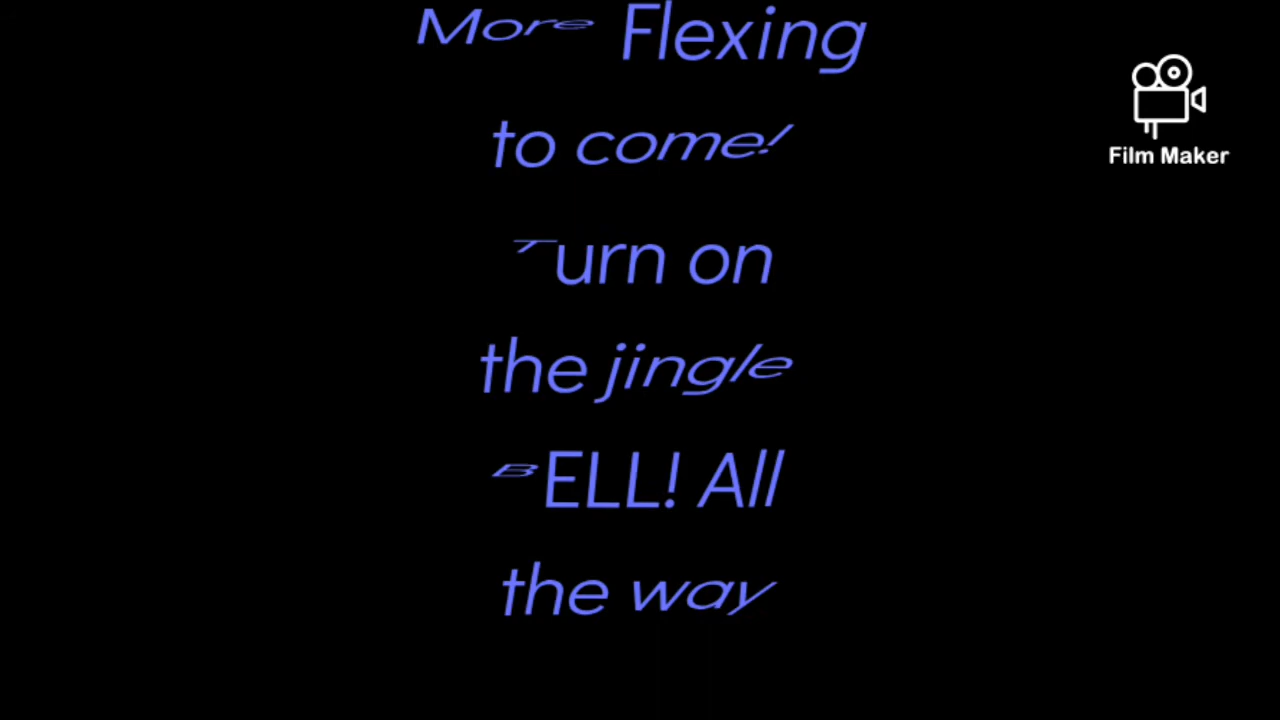 More Flexing
to come!
Turn on
the jingle
BELL! All
the way
Film Maker